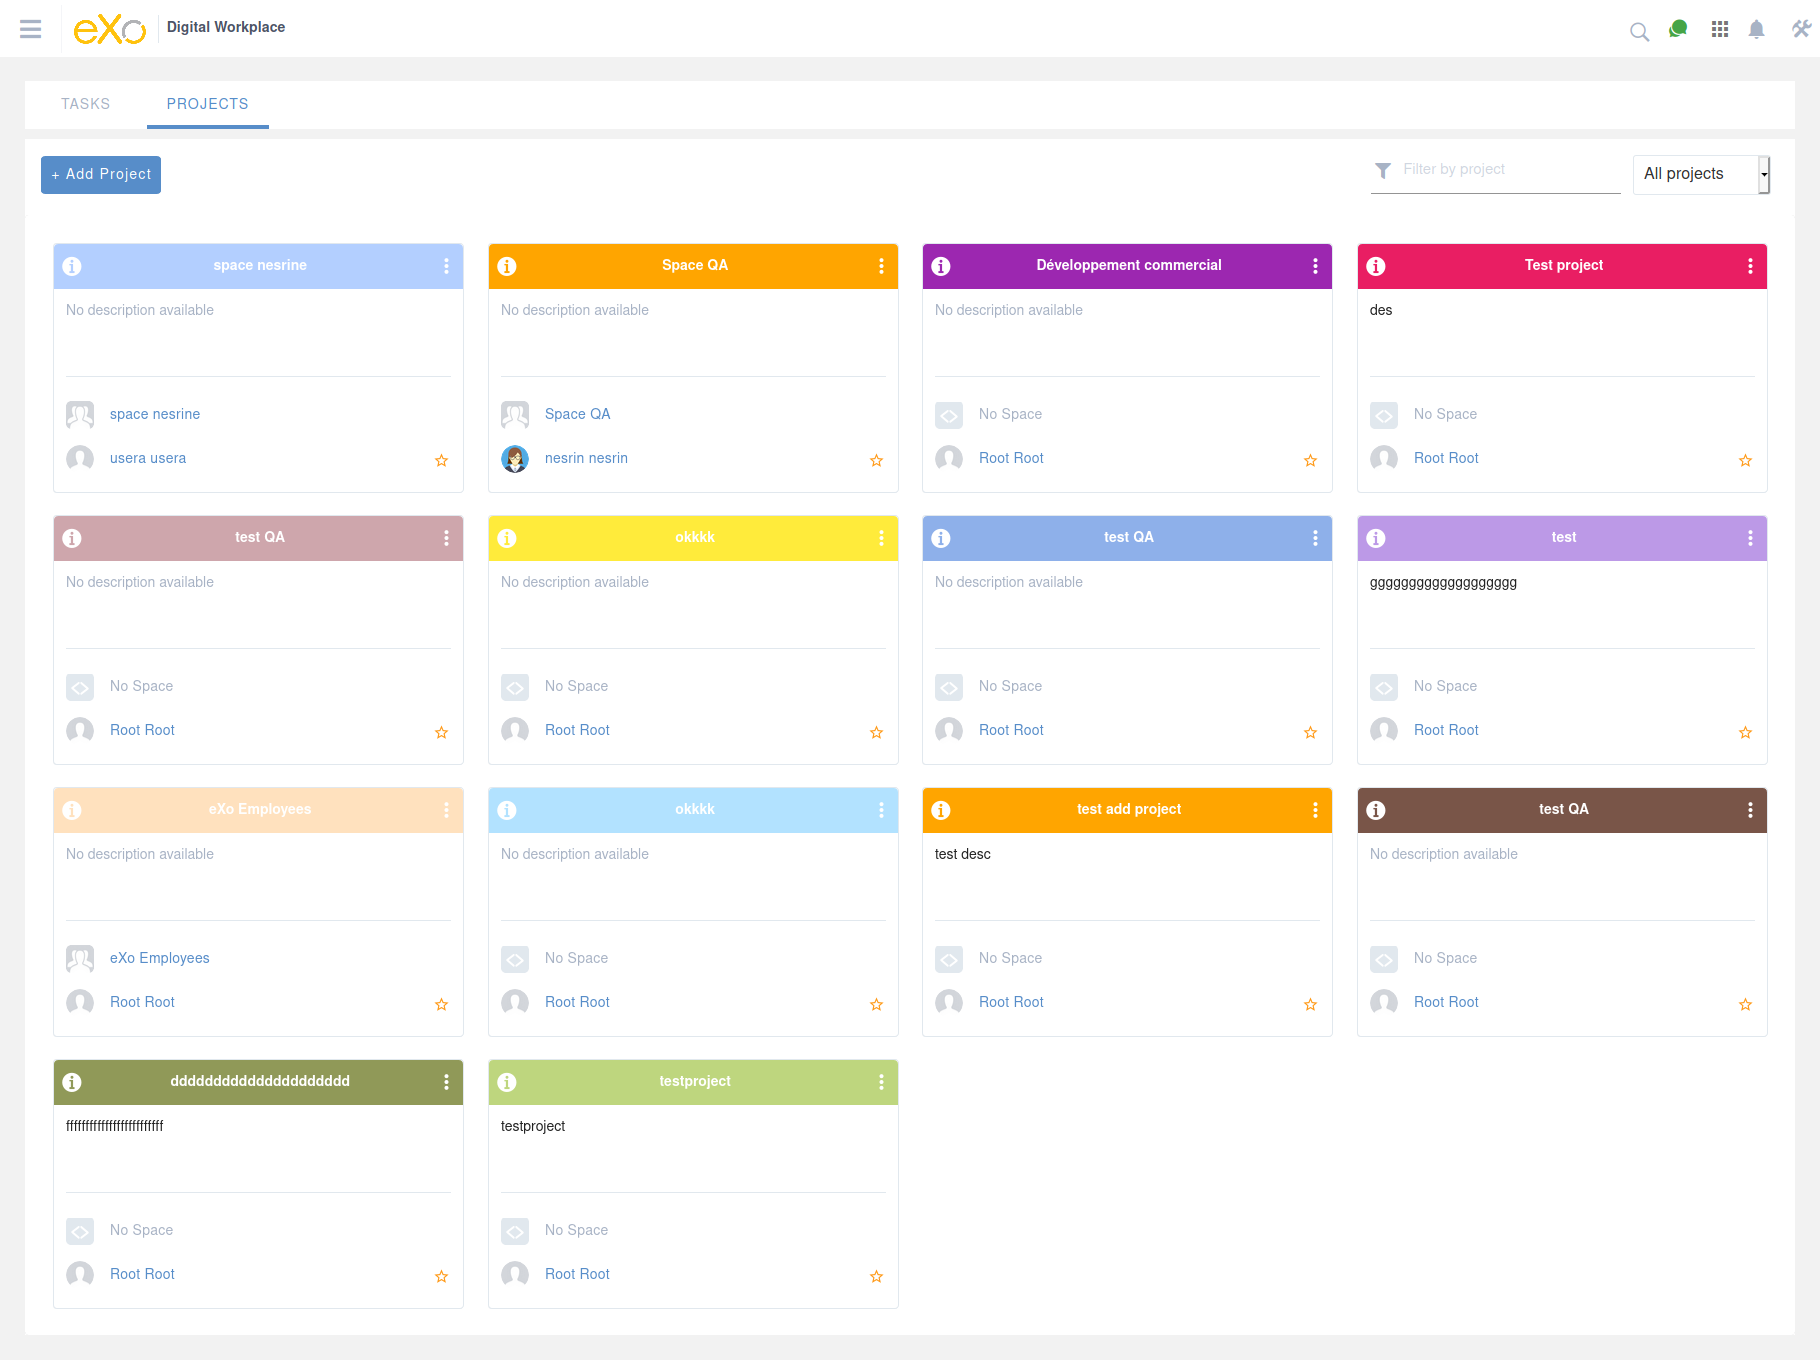 eXo Digital Workplace
TASKS PROJECTS
+ Add Project Filter by project All projects
space nesrine Space QA Développement commercial Test project
No description available No description available No description available des
space nesrine Space QA No Space No Space
usera usera nesrin nesrin Root Root Root Root
test QA okkkk test QA test
No description available No description available No description available ggggggggggggggggggg
No Space No Space No Space No Space
Root Root Root Root Root Root Root Root
eXo Employees okkkk test add project test QA
No description available No description available test desc No description available
eXo Employees No Space No Space No Space
Root Root Root Root Root Root Root Root
ddddddddddddddddddddd testproject
fffffffffffffffffffffffff testproject
No Space No Space
Root Root Root Root